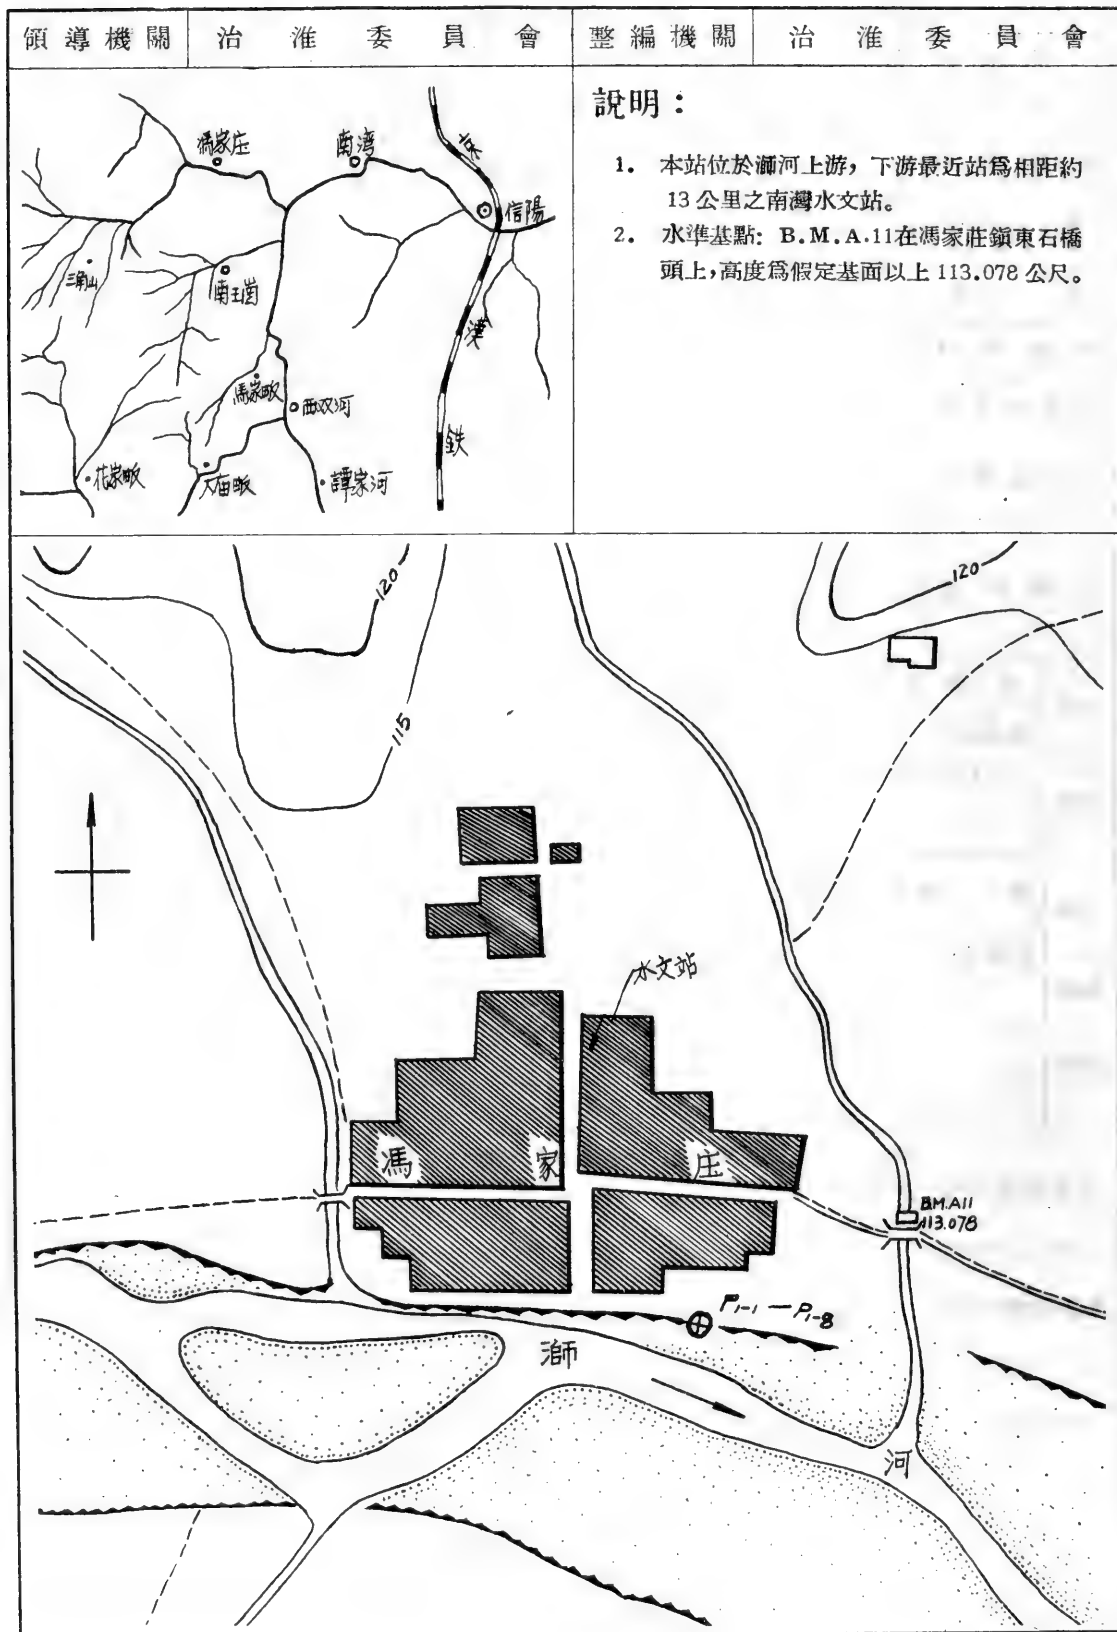 領導機關 治淮委員會 整編機關 治淮委員會
馮家庄
南湾
京
信陽
三角山
南王崗
漢
馮家畈
西双河
鉄
花家畈
大庙畈
譚家河
說明：
1. 本站位於溮河上游，下游最近站爲相距約
13公里之南灣水文站。
2. 水準基點：B.M.A.11在馮家莊鎮東石橋
頭上，高度爲假定基面以上113.078公尺。
120
120
115
水文站
馮家庄
B.M.A11
113.078
P1-1—P1-8
溮
河